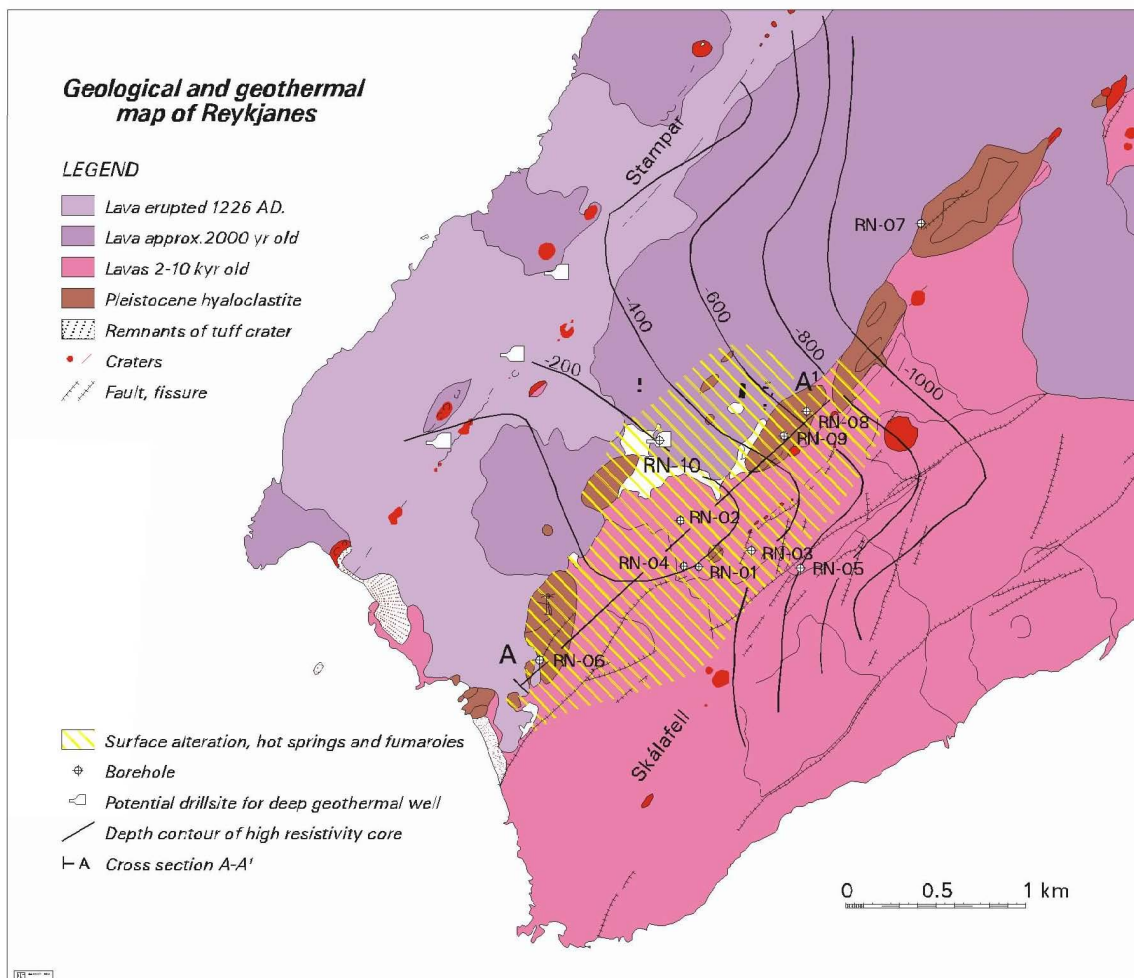 Geological and geothermal
map of Reykjanes
LEGEND
Lava erupted 1226 AD.
Lava approx.2000 yr old
Lavas 2-10 kyr old
Pleistocene hyaloclastite
Remnants of tuff crater
Craters
Fault, fissure
Stampar
RN-07
-400
-600
-800
-200
-1000
A¹
RN-08
RN-09
RN-10
RN-02
RN-04
RN-03
RN-01
RN-05
A
RN-06
Skálafell
Surface alteration, hot springs and fumaroies
Borehole
Potential drillsite for deep geothermal well
Depth contour of high resistivity core
A Cross section A-A¹
0 0.5 1 km